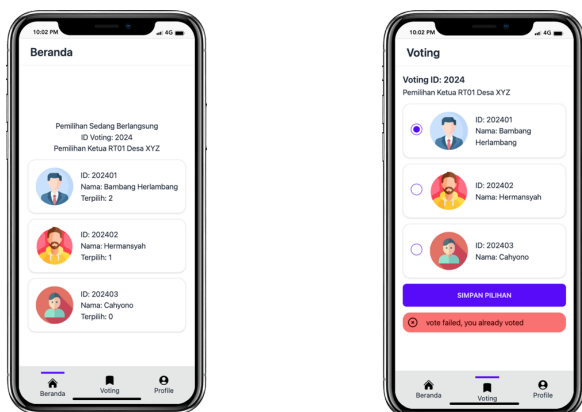 10:02 PM
4G
Beranda
Pemilihan Sedang Berlangsung
ID Voting: 2024
Pemilihan Ketua RT01 Desa XYZ
ID: 202401
Nama: Bambang Herlambang
Terpilih: 2
ID: 202402
Nama: Hermansyah
Terpilih: 1
ID: 202403
Nama: Cahyono
Terpilih: 0
Beranda
Voting
Profile
10:02 PM
4G
Voting
Voting ID: 2024
Pemilihan Ketua RT01 Desa XYZ
ID: 202401
Nama: Bambang
Herlambang
ID: 202402
Nama: Hermansyah
ID: 202403
Nama: Cahyono
SIMPAN PILIHAN
vote failed, you already voted
Beranda
Voting
Profile